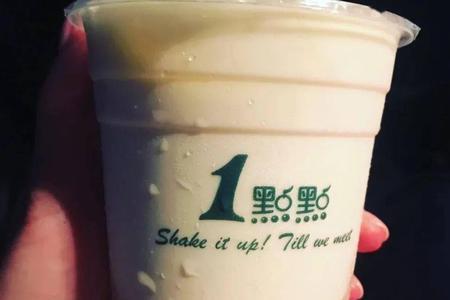 1點點
Shake it up! Till we meet